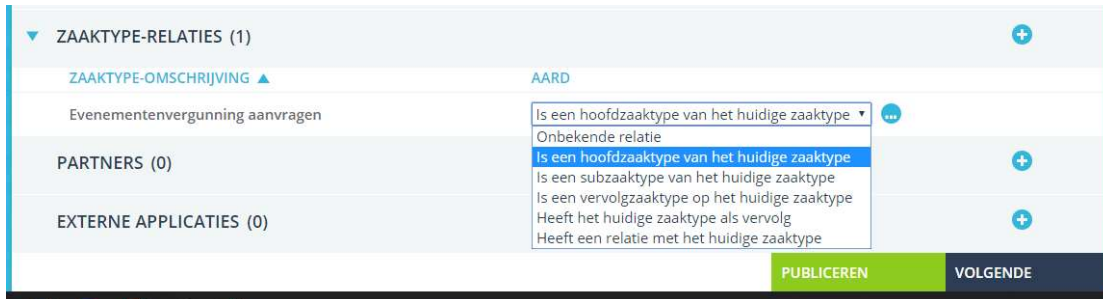 ZAAKTYPE-RELATIES (1)
ZAAKTYPE-OMSCHRIJVING AARD
Evenementenvergunning aanvragen Is een hoofdzaaktype van het huidige zaaktype
Onbekende relatie
Is een hoofdzaaktype van het huidige zaaktype
Is een subzaaktype van het huidige zaaktype
Is een vervolgzaaktype op het huidige zaaktype
Heeft het huidige zaaktype als vervolg
Heeft een relatie met het huidige zaaktype
PARTNERS (0)
EXTERNE APPLICATIES (0)
PUBLICEREN VOLGENDE